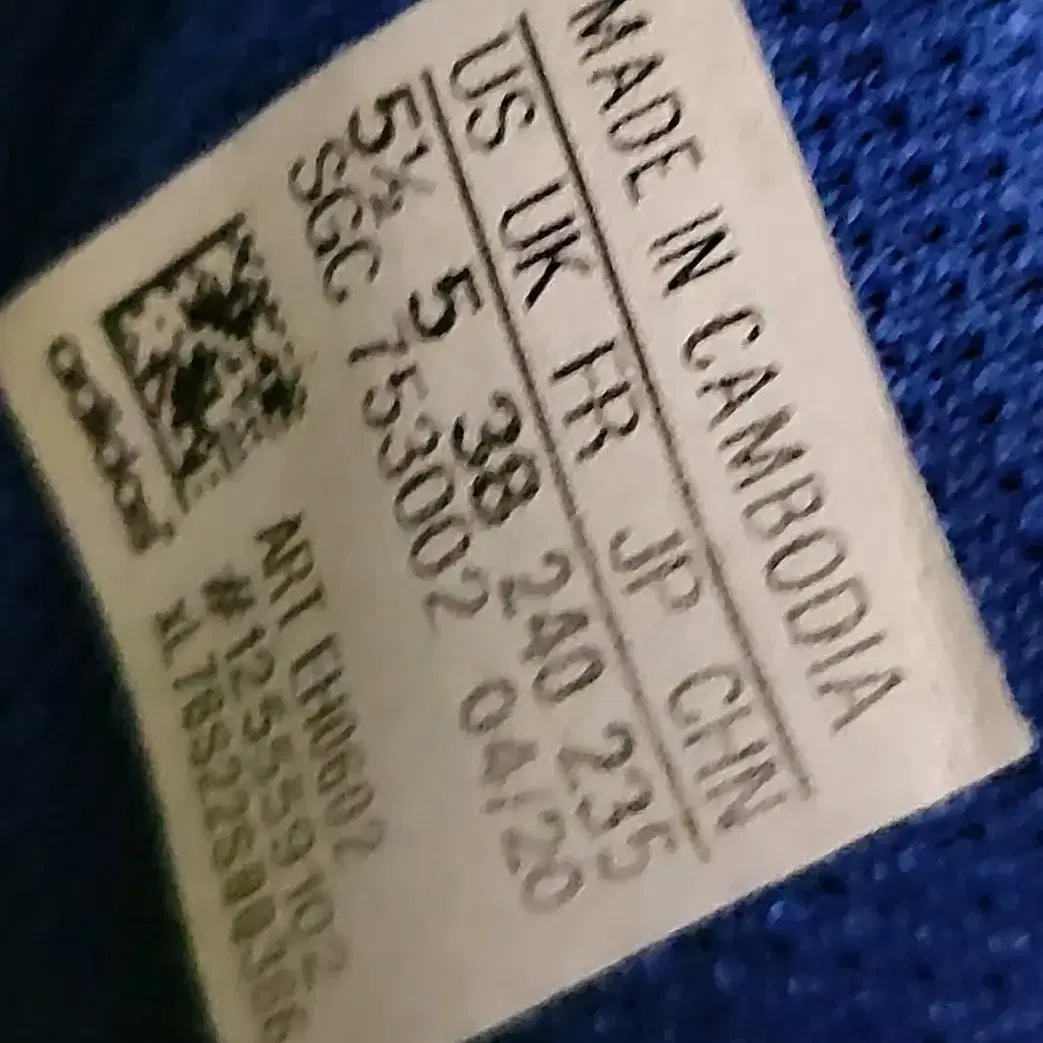 MADE IN CAMBODIA
US UK FR JP CHN
5½ 5 38 240 235
SGC 753002 04/20
adidas
ART EH0602
#125559102